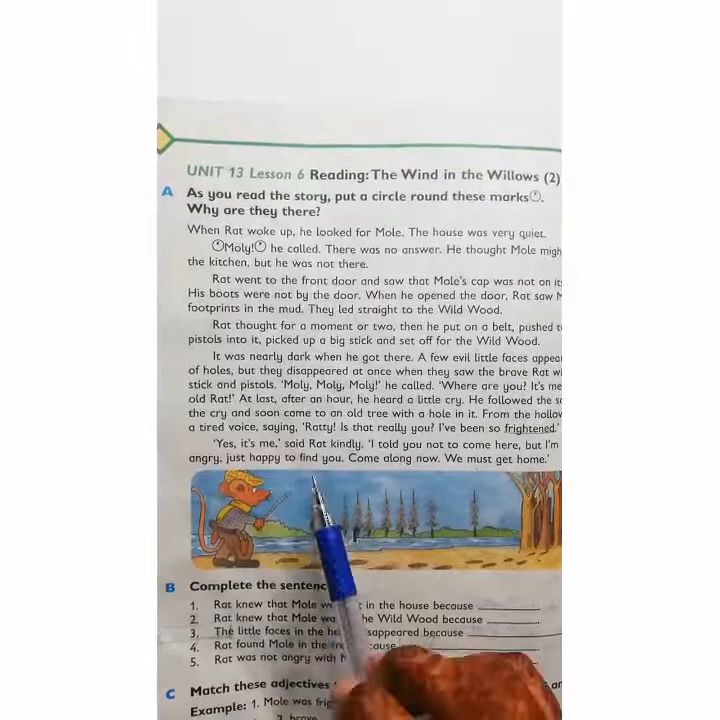 UNIT 13 Lesson 6 Reading: The Wind in the Willows (2)
A As you read the story, put a circle round these marks ʻ.
Why are they there?
When Rat woke up, he looked for Mole. The house was very quiet.
ʻMoly!ʼ he called. There was no answer. He thought Mole migh
the kitchen, but he was not there.
Rat went to the front door and saw that Mole's cap was not on it
His boots were not by the door. When he opened the door, Rat saw M
footprints in the mud. They led straight to the Wild Wood.
Rat thought for a moment or two, then he put on a belt, pushed t
pistols into it, picked up a big stick and set off for the Wild Wood.
It was nearly dark when he got there. A few evil little faces appea
of holes, but they disappeared at once when they saw the brave Rat wi
stick and pistols. 'Moly, Moly, Moly!' he called. 'Where are you? It's me
old Rat!' At last, after an hour, he heard a little cry. He followed the so
the cry and soon came to an old tree with a hole in it. From the hollow
a tired voice, saying, 'Ratty! Is that really you? I've been so frightened.'
'Yes, it's me,' said Rat kindly. 'I told you not to come here, but I'm
angry, just happy to find you. Come along now. We must get home.'
B Complete the sentenc
1. Rat knew that Mole w in the house because
2. Rat knew that Mole wa he Wild Wood because
3. The little faces in the ho sappeared because
4. Rat found Mole in the cause
5. Rat was not angry with
C Match these adjectives
Example: 1. Mole was frig
2. brave